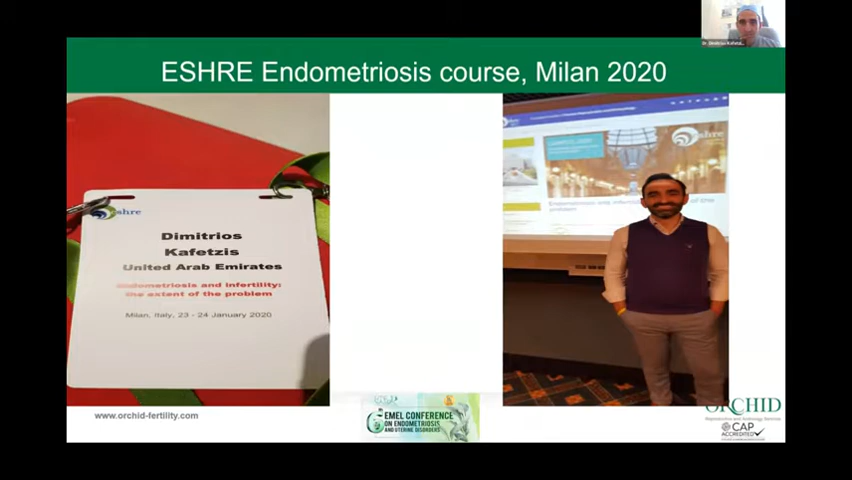 ESHRE Endometriosis course, Milan 2020
eshre
Dimitrios
Kafetzis
United Arab Emirates
Endometriosis and infertility:
the extent of the problem
Milan, Italy, 23 - 24 January 2020
eshre
www.orchid-fertility.com
EMEL CONFERENCE
ON ENDOMETRIOSIS
AND UTERINE DISORDERS
ORCHID
CAP
ACCREDITED